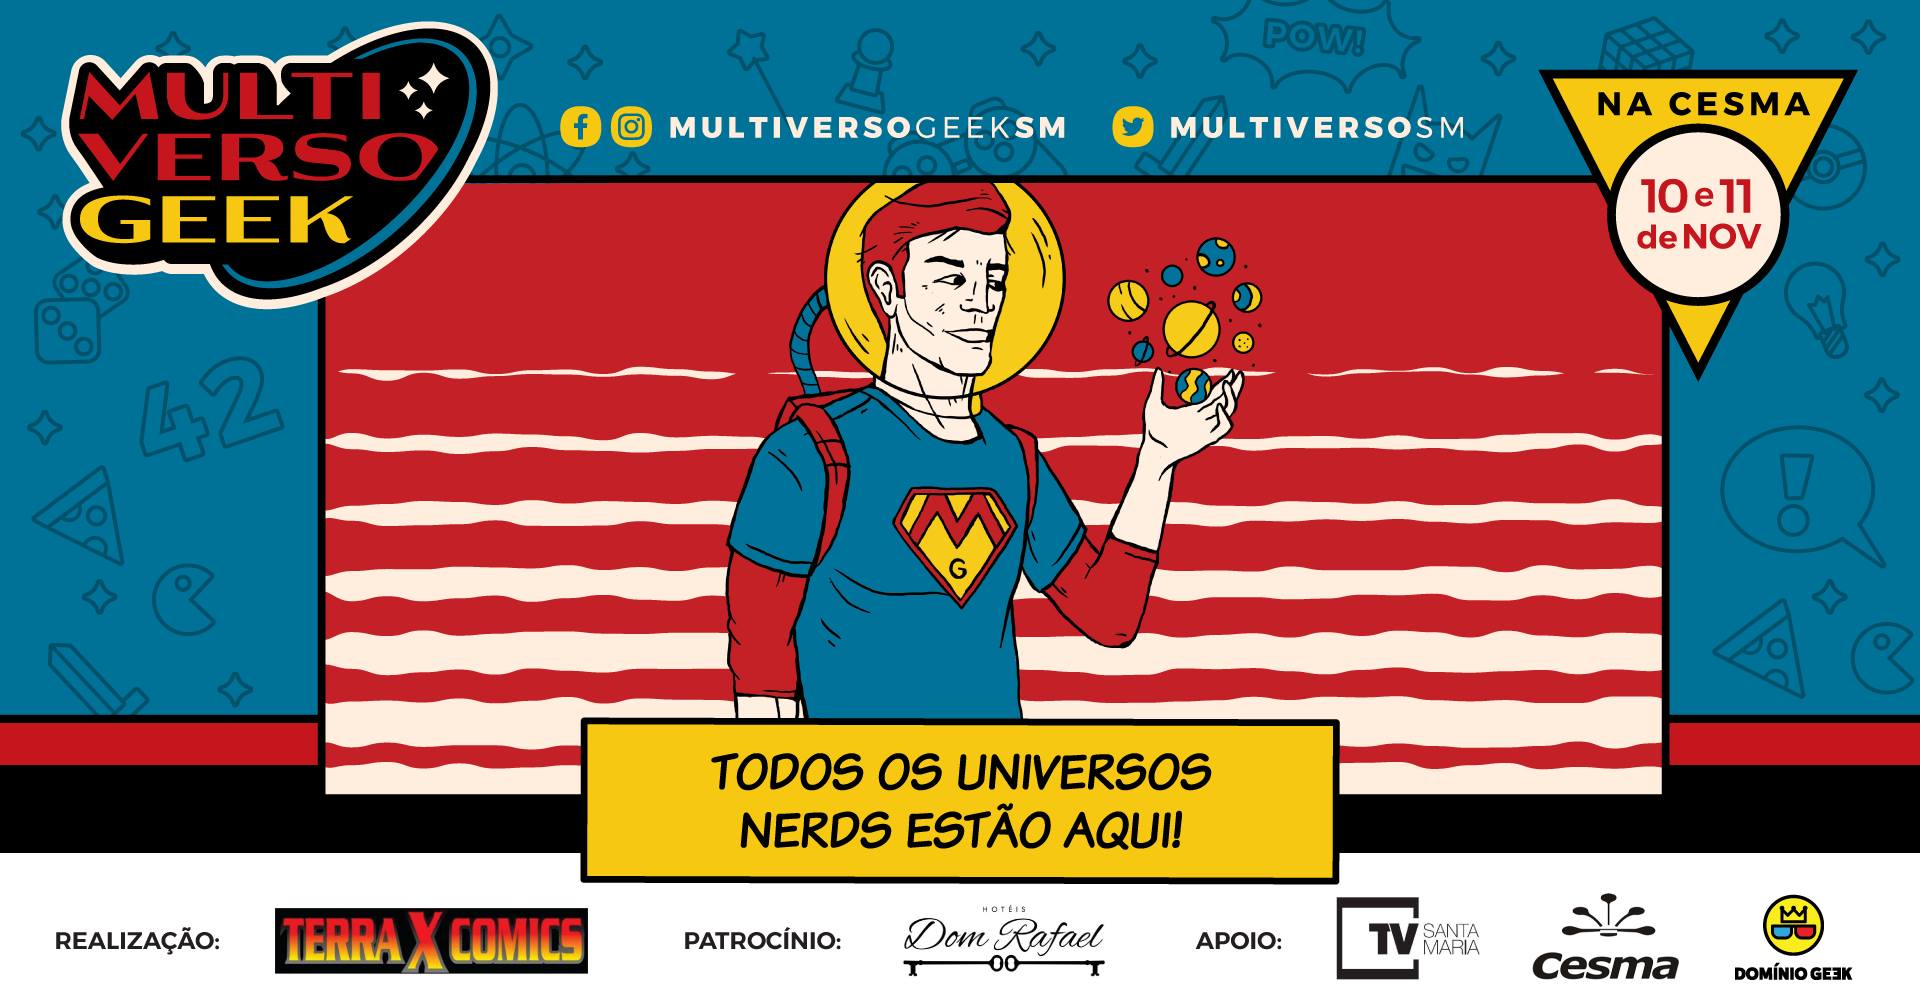 MULTI
VERSO
GEEK
MULTIVERSOGEEKSM
MULTIVERSOSM
POW!
NA CESMA
10 e 11
de NOV
42
!
M
G
TODOS OS UNIVERSOS
NERDS ESTÃO AQUI!
REALIZAÇÃO:
TERRA X COMICS
PATROCÍNIO:
HOTÉIS
Dom Rafael
APOIO:
TV SANTA
MARIA
Cesma
DOMÍNIO GEEK